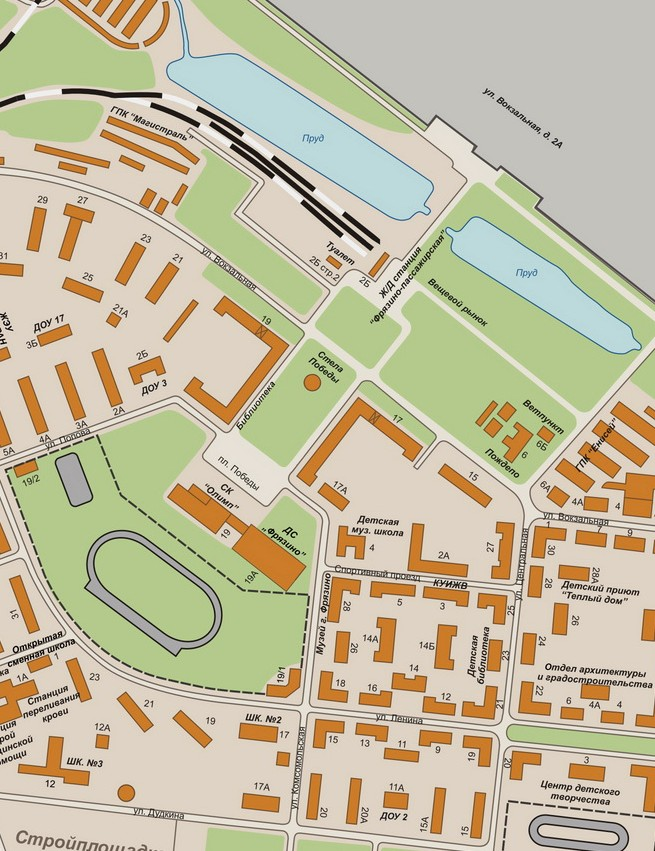 ул. Вокзальная, д. 2А
ГПК "Магистраль"
Пруд
29
27
23
21
31
25
21А
ДОУ 17
3Б
2Б
ДОУ 3
ул. Вокзальная
19
Туалет
2Б стр.2
2Б
Ж/Д станция
"Фрязино-пассажирская"
Пруд
Вещевой рынок
Стела
Победы
Библиотека
5А
4А
3А
2А
ул. Попова
19/2
пл. Победы
17
17А
15
Ветпункт
6Б
6
Пождепо
ГПК "Енисей"
6А
4А
4
ул. Вокзальная
СК
"Олимп"
19
ДС
"Фрязино"
19А
Детская
муз. школа
4
2А
27
ул. Центральная
1
7
9
30
28А
Детский приют
"Теплый дом"
28
26
Спортивный проезд
КУИЖВ
Музей г. Фрязино
28
5
3
25
26
14А
14Б
Детская
библиотека
23
24
14
18
16
12
21
22
6
4А
4
Отдел архитектуры
и градостроительства
31
Открытая
сменная школа
1
1А
Станция
переливания
крови
23
21
19
12А
ШК. №3
12
19/1
ШК. №2
17
17А
ул. Ленина
ул. Комсомольская
15
13
11
9
19
20
3
Центр детского
творчества
20
20А
11А
ДОУ 2
15А
15
ул. Дудкина
Стройплощадк